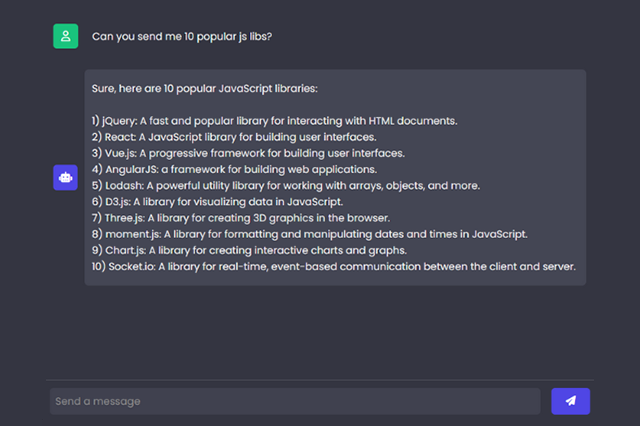 Can you send me 10 popular js libs?
Sure, here are 10 popular JavaScript libraries:
1) jQuery: A fast and popular library for interacting with HTML documents.
2) React: A JavaScript library for building user interfaces.
3) Vue.js: A progressive framework for building user interfaces.
4) AngularJS: a framework for building web applications.
5) Lodash: A powerful utility library for working with arrays, objects, and more.
6) D3.js: A library for visualizing data in JavaScript.
7) Three.js: A library for creating 3D graphics in the browser.
8) moment.js: A library for formatting and manipulating dates and times in JavaScript.
9) Chart.js: A library for creating interactive charts and graphs.
10) Socket.io: A library for real-time, event-based communication between the client and server.
Send a message